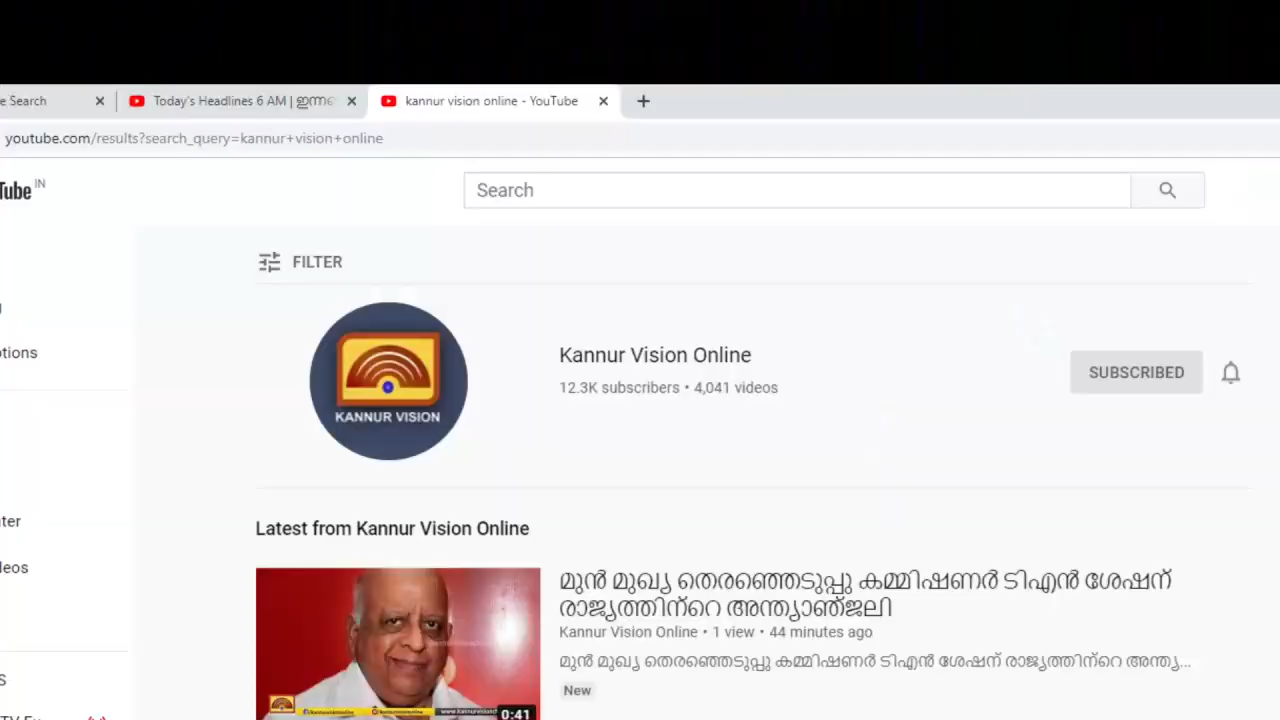 e Search
Today's Headlines 6 AM | ഇന്ന
kannur vision online - YouTube
youtube.com/results?search_query=kannur+vision+online
Tube IN
Search
FILTER
KANNUR VISION
Kannur Vision Online
12.3K subscribers • 4,041 videos
SUBSCRIBED
otions
ter
leos
Latest from Kannur Vision Online
മുൻ മുഖ്യ തെരഞ്ഞെടുപ്പു കമ്മിഷണർ ടിഎൻ ശേഷന്
രാജ്യത്തിൻ്റെ അന്ത്യാഞ്ജലി
Kannur Vision Online • 1 view • 44 minutes ago
മുൻ മുഖ്യ തെരഞ്ഞെടുപ്പു കമ്മിഷണർ ടിഎൻ ശേഷന് രാജ്യത്തിൻ്റെ അന്ത്യ...
New
0:41
S